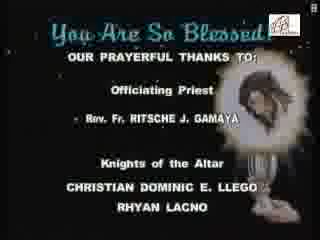 You Are So Blessed!
OUR PRAYERFUL THANKS TO:
Officiating Priest
Rev. Fr. RITSCHE J. GAMAYA
Knights of the Altar
CHRISTIAN DOMINIC E. LLEGO
RHYAN LACNO